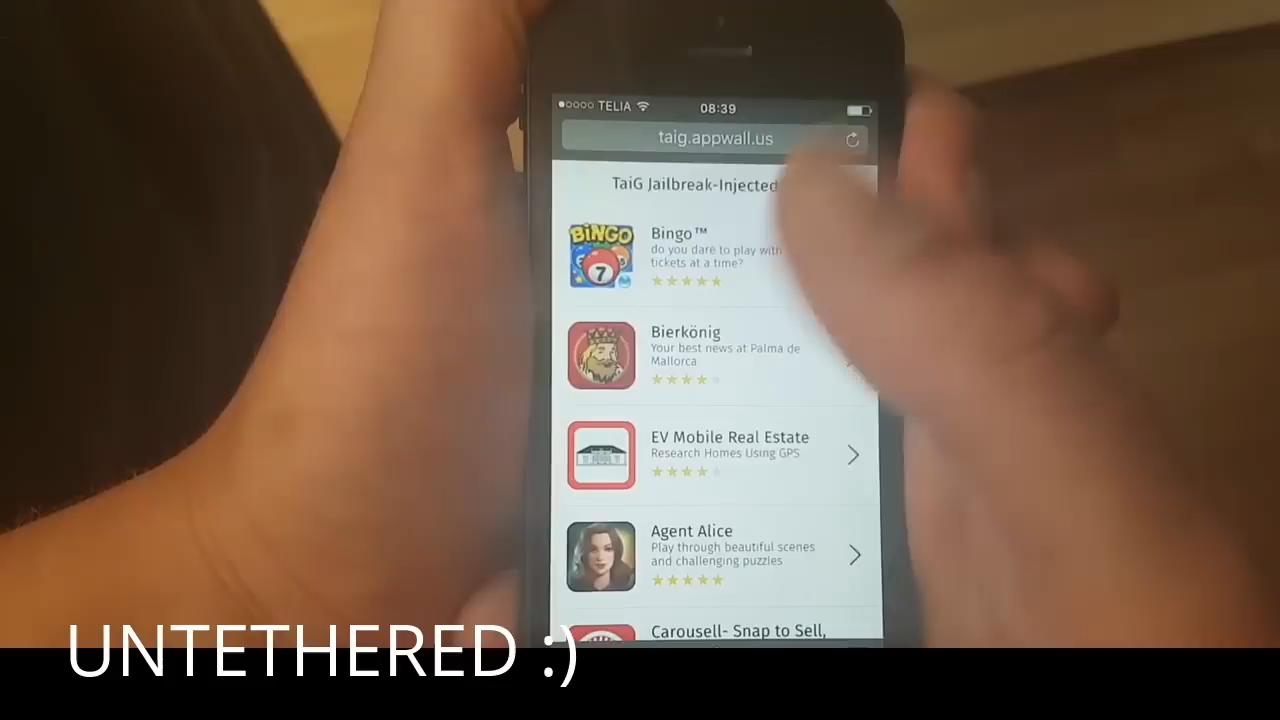 TELIA
08:39
taig.appwall.us
TaiG Jailbreak-Injected
BINGO
7
Bingo™
do you dare to play with
tickets at a time?
Bierkönig
Your best news at Palma de
Mallorca
EV Mobile Real Estate
Research Homes Using GPS
Agent Alice
Play through beautiful scenes
and challenging puzzles
Carousell- Snap to Sell,
UNTETHERED :)